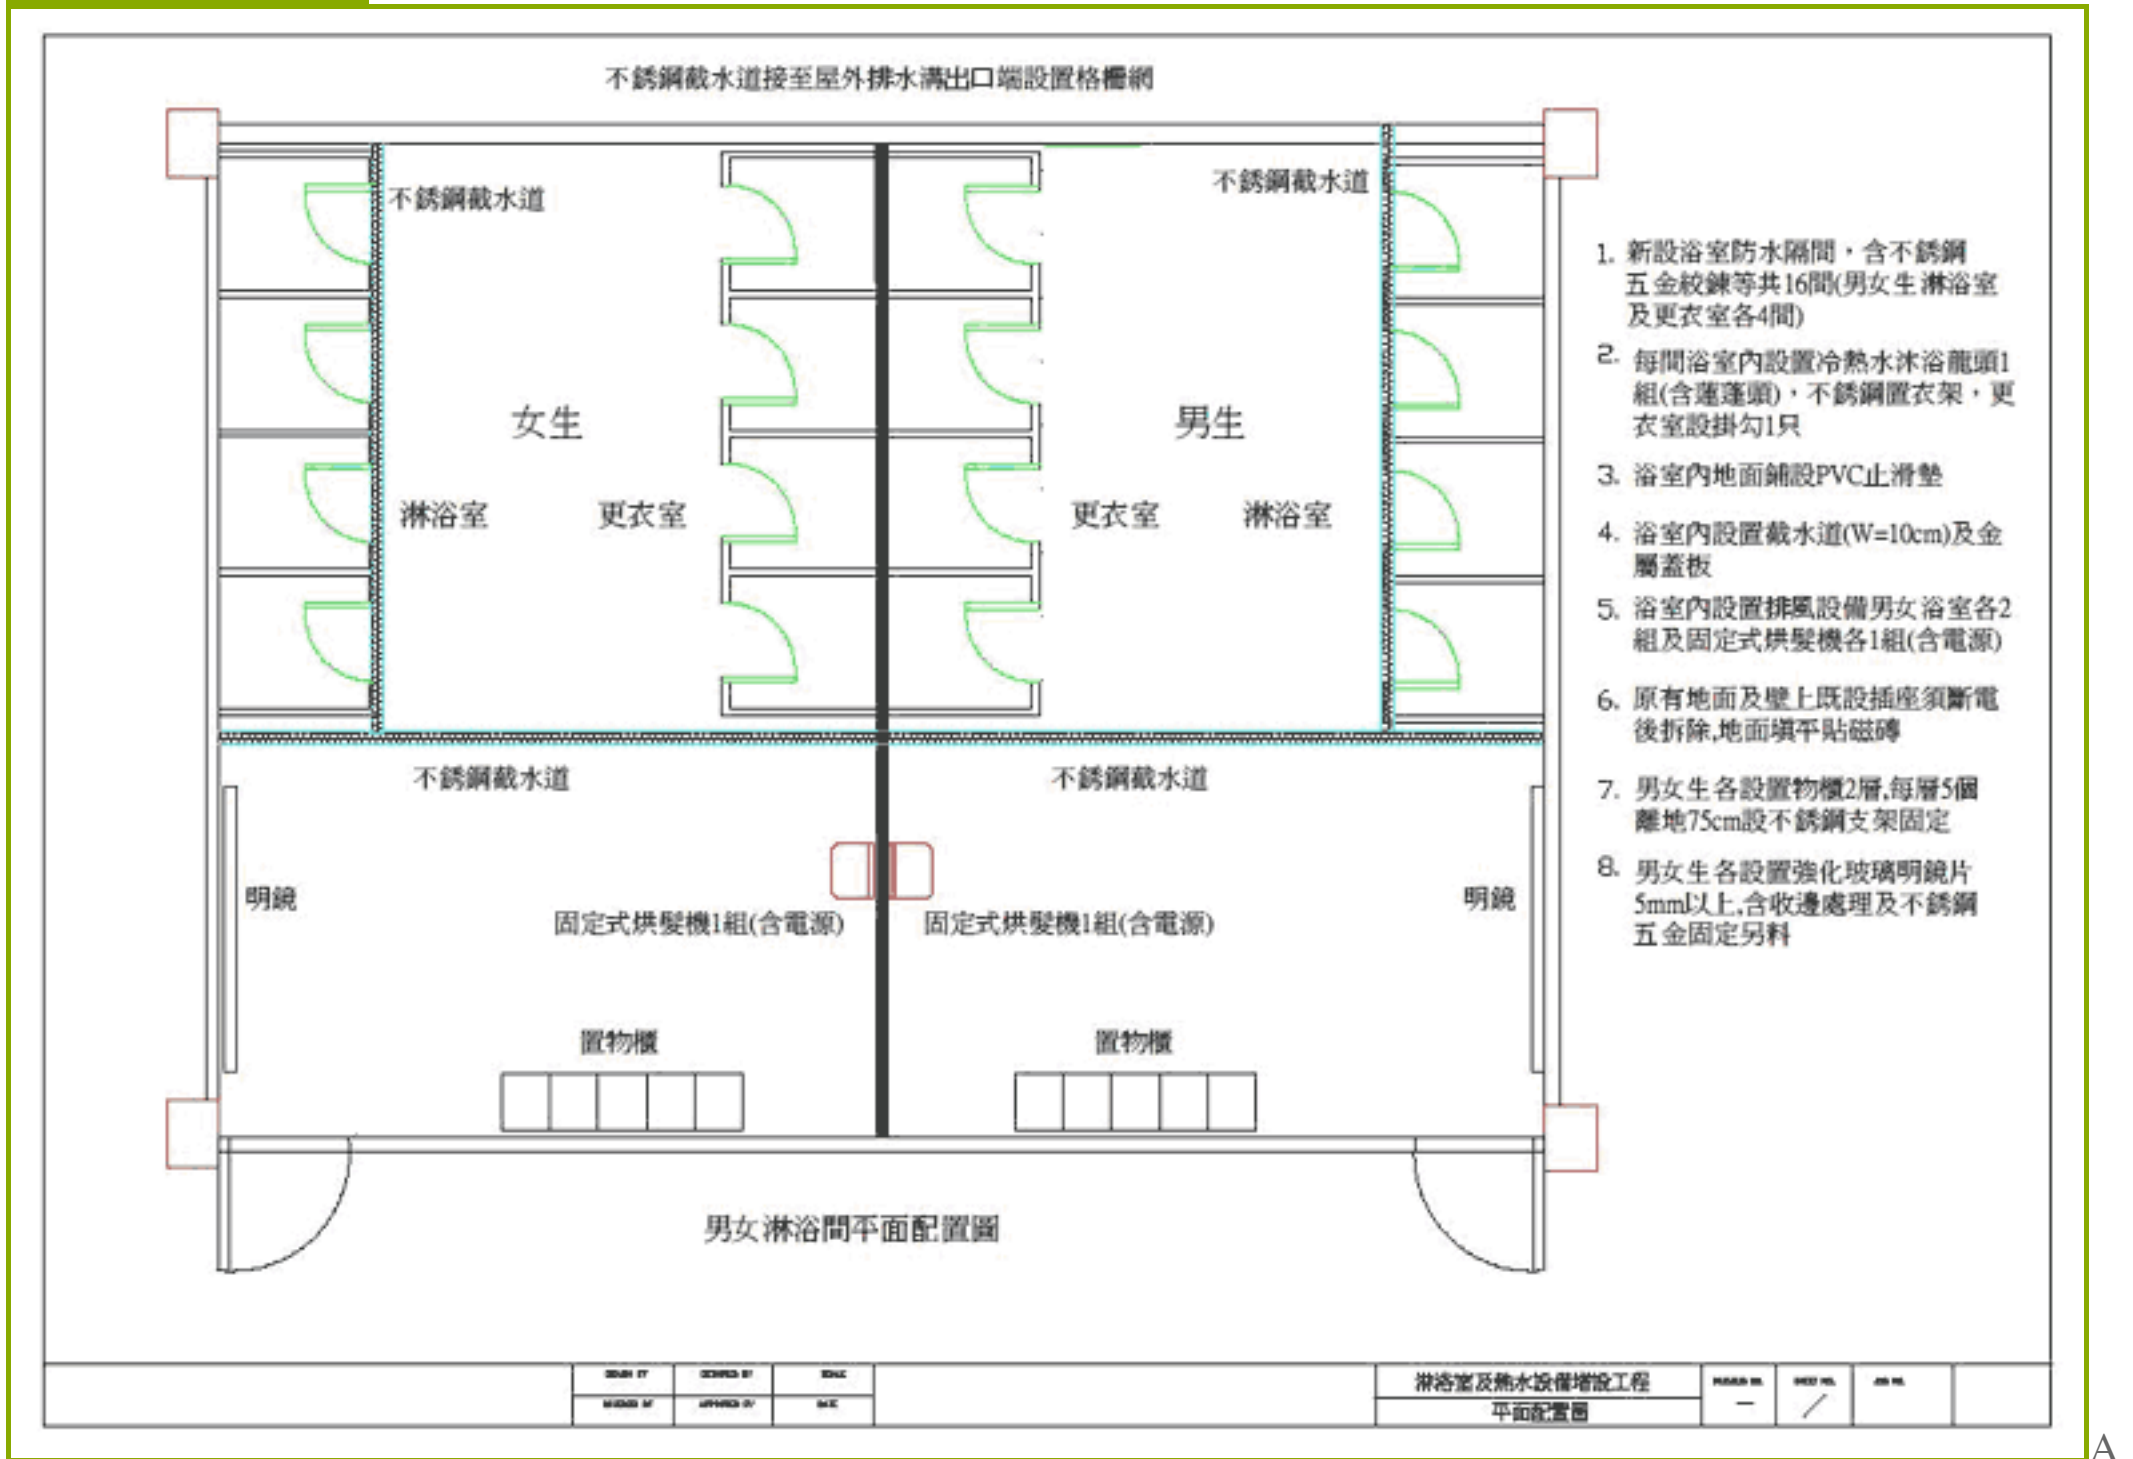 不銹鋼截水道接至屋外排水溝出口端設置格柵網
不銹鋼截水道
不銹鋼截水道
女生
男生
淋浴室
更衣室
更衣室
淋浴室
不銹鋼截水道
不銹鋼截水道
明鏡
明鏡
固定式烘髮機1組(含電源)
固定式烘髮機1組(含電源)
置物櫃
置物櫃
男女淋浴間平面配置圖
1. 新設浴室防水隔間，含不銹鋼
五金絞鍊等共16間(男女生淋浴室
及更衣室各4間)
2. 每間浴室內設置冷熱水沐浴龍頭1
組(含蓮蓬頭)，不銹鋼置衣架，更
衣室設掛勾1只
3. 浴室內地面鋪設PVC止滑墊
4. 浴室內設置截水道(W=10cm)及金
屬蓋板
5. 浴室內設置排風設備男女浴室各2
組及固定式烘髮機各1組(含電源)
6. 原有地面及壁上既設插座須斷電
後拆除,地面填平貼磁磚
7. 男女生各設置物櫃2層,每層5個
離地75cm設不銹鋼支架固定
8. 男女生各設置強化玻璃明鏡片
5mm以上,含收邊處理及不銹鋼
五金固定另料
淋浴室及熱水設備增設工程
平面配置圖
SCALE
DATE
A